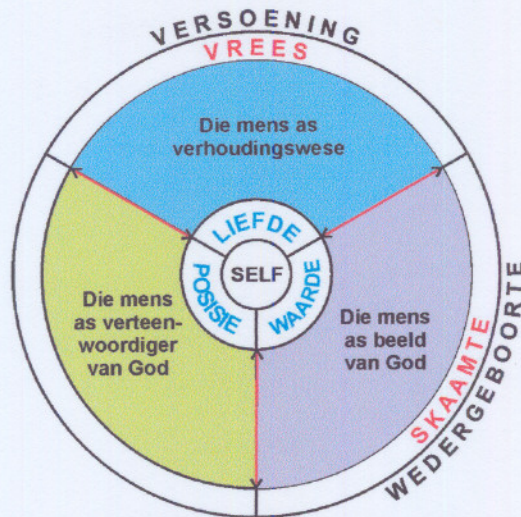 VERSOENING
VREES
Die mens as
verhoudingswese
LIEFDE
POSISIE
SELF
WAARDE
Die mens
as verteen-
woordiger
van God
Die mens
as beeld
van God
SKAAMTE
WEDERGEBOORTE